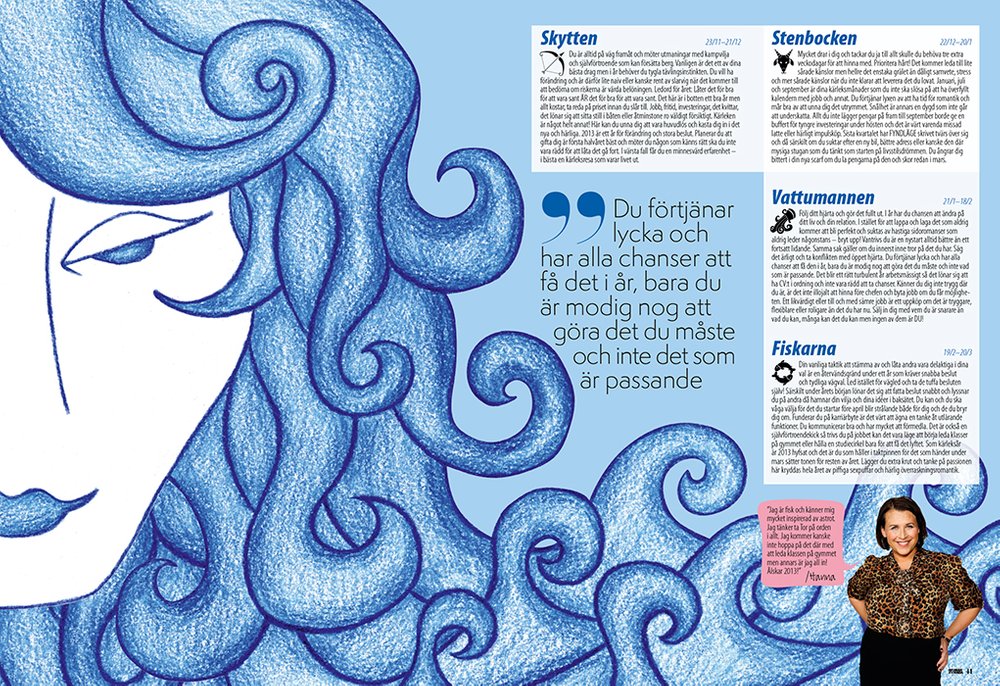 Skytten
23/11–21/12
Du är alltid på väg framåt och möter utmaningar med kampvilja
och självförtroende som kan försätta berg. Vanligen är det ett av dina
bästa drag men i år behöver du tygla tävlingsinstinkten. Du vill ha
förändring och är därför lite naiv eller kanske rent av slarvig när det kommer till
att bedöma om riskerna är värda belöningen. Ledord för året. Låter det för bra
för att vara sant ÄR det för bra för att vara sant. Det här är i botten ett bra år men
allt kostar, ta reda på priset innan du slår till. Jobb, fritid, investeringar, det kvittar,
det lönar sig att sitta still i båten eller åtminstone ro väldigt försiktigt. Kärleken
är något helt annat! Här kan du unna dig att vara huvudlös och kasta dig in i det
nya och härliga. 2013 är ett år för förändring och stora beslut. Planerar du att
gifta dig är första halvåret bäst och möter du någon som känns rätt ska du inte
vara rädd för att låta det gå fort. I värsta fall får du en minnesvärd erfarenhet –
i bästa en kärleksresa som varar livet ut.
Stenbocken
22/12–20/1
Mycket drar i dig och tackar du ja till allt skulle du behöva tre extra
veckodagar för att hinna med. Prioritera hårt! Det kommer leda till lite
sårade känslor men hellre det enstaka grälet än dåligt samvete, stress
och mer sårade känslor när du inte klarar att leverera det du lovat. Januari, juli
och september är dina kärleksmånader som du inte ska slösa på att ha överfyllt
kalendern med jobb och annat. Du förtjänar lyxen av att ha tid för romantik och
mår bra av att unna dig det utrymmet. Snålhet är annars en dygd som inte går
att underskatta. Allt du inte lägger pengar på fram till september borde ge en
buffert för tyngre investeringar under hösten och det är värt varenda missad
latte eller härligt impulsköp. Sista kvartalet har FYNDLÄGE skrivet tvärs över sig
och då särskilt om du suktar efter en ny bil, bättre adress eller kanske den där
mysiga stugan som du tänkt som starten på livsstilsdrömmen. Du ångrar dig
bittert i din nya scarf om du la pengarna på den och skor redan i mars.
”
Du förtjänar
lycka och
har alla chanser att
få det i år, bara du
är modig nog att
göra det du måste
och inte det som
är passande
Vattumannen
21/1–18/2
Följ ditt hjärta och gör det fullt ut. I år har du chansen att ändra på
ditt liv och din relation. I stället för att lappa och laga det som aldrig
kommer att bli perfekt och suktas av hastiga sidoromanser som
aldrig leder någonstans – bryt upp! Vantrivs du är en nystart alltid bättre än ett
fortsatt lidande. Samma sak gäller om du innerst inne tror på det du har. Säg
det ärligt och ta konflikten med öppet hjärta. Du förtjänar lycka och har alla
chanser att få den i år, bara du är modig nog att göra det du måste och inte vad
som är passande. Det blir ett rätt turbulent år arbetsmässigt så det lönar sig att
ha CV:t i ordning och inte vara rädd att ta chanser. Känner du dig inte trygg där
du är, är det inte illojalt att hinna före chefen och byta jobb om du får möjlighe-
ten. Ett likvärdigt eller till och med sämre jobb är ett uppköp om det är tryggare,
flexiblare eller roligare än det du har nu. Sälj in dig med vem du är snarare än
vad du kan, många kan det du kan men ingen av dem är DU!
Fiskarna
19/2–20/3
Din vanliga taktik att stämma av och låta andra vara delaktiga i dina
val är en återvändsgränd under ett år som kräver snabba beslut
och tydliga vägval. Led istället för vägled och ta de tuffa besluten
själv! Särskilt under årets början lönar det sig att fatta beslut snabbt och lyssnar
du på andra då hamnar din vilja och dina idéer i baksätet. Du kan och du ska
våga välja för det du startar före april blir strålande både för dig och de du bryr
dig om. Funderar du på karriärbyte är det värt att ägna en tanke åt utlärande
funktioner. Du kommunicerar bra och har mycket att förmedla. Det är också en
självförtroendekick så trivs du på jobbet kan det vara läge att börja leda klasser
på gymmet eller hålla en studiecirkel bara för att få det lyftet. Som kärleksår
är 2013 hyfsat och det är du som håller i taktpinnen för det som händer under
mars sätter tonen för resten av året. Lägger du extra krut och tanke på passionen
har kryddas hela året av piffiga sexpuffar och härlig överraskningsromantik.
”Jag är fisk och känner mig
mycket inspirerad av astrot.
Jag tänker ta Tor på orden
i allt. Jag kommer kanske
inte hoppa på det där med
att leda klassen på gymmet
men annars är jag all in!
Älskar 2013!”
/Hanna
41